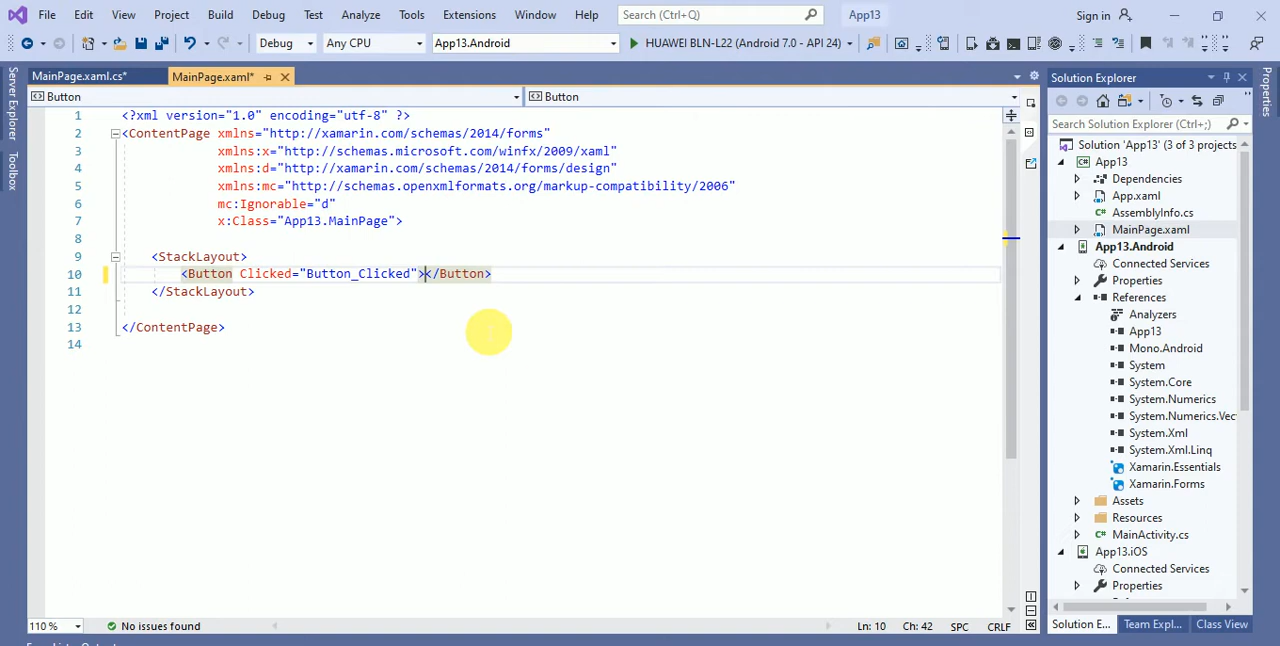 File Edit View Project Build Debug Test Analyze Tools Extensions Window Help Search (Ctrl+Q) App13 Sign in
Debug Any CPU App13.Android HUAWEI BLN-L22 (Android 7.0 - API 24)
MainPage.xaml.cs* MainPage.xaml*
Button Button
1 <?xml version="1.0" encoding="utf-8" ?>
2 <ContentPage xmlns="http://xamarin.com/schemas/2014/forms"
3 xmlns:x="http://schemas.microsoft.com/winfx/2009/xaml"
4 xmlns:d="http://xamarin.com/schemas/2014/forms/design"
5 xmlns:mc="http://schemas.openxmlformats.org/markup-compatibility/2006"
6 mc:Ignorable="d"
7 x:Class="App13.MainPage">
8
9 <StackLayout>
10 <Button Clicked="Button_Clicked"></Button>
11 </StackLayout>
12
13 </ContentPage>
14
110 % No issues found Ln: 10 Ch: 42 SPC CRLF
Server Explorer
Toolbox
Solution Explorer
Search Solution Explorer (Ctrl+;)
Solution 'App13' (3 of 3 projects
App13
Dependencies
App.xaml
AssemblyInfo.cs
MainPage.xaml
App13.Android
Connected Services
Properties
References
Analyzers
App13
Mono.Android
System
System.Core
System.Numerics
System.Numerics.Vec
System.Xml
System.Xml.Linq
Xamarin.Essentials
Xamarin.Forms
Assets
Resources
MainActivity.cs
App13.iOS
Connected Services
Properties
Solution E... Team Expl... Class View
Properties